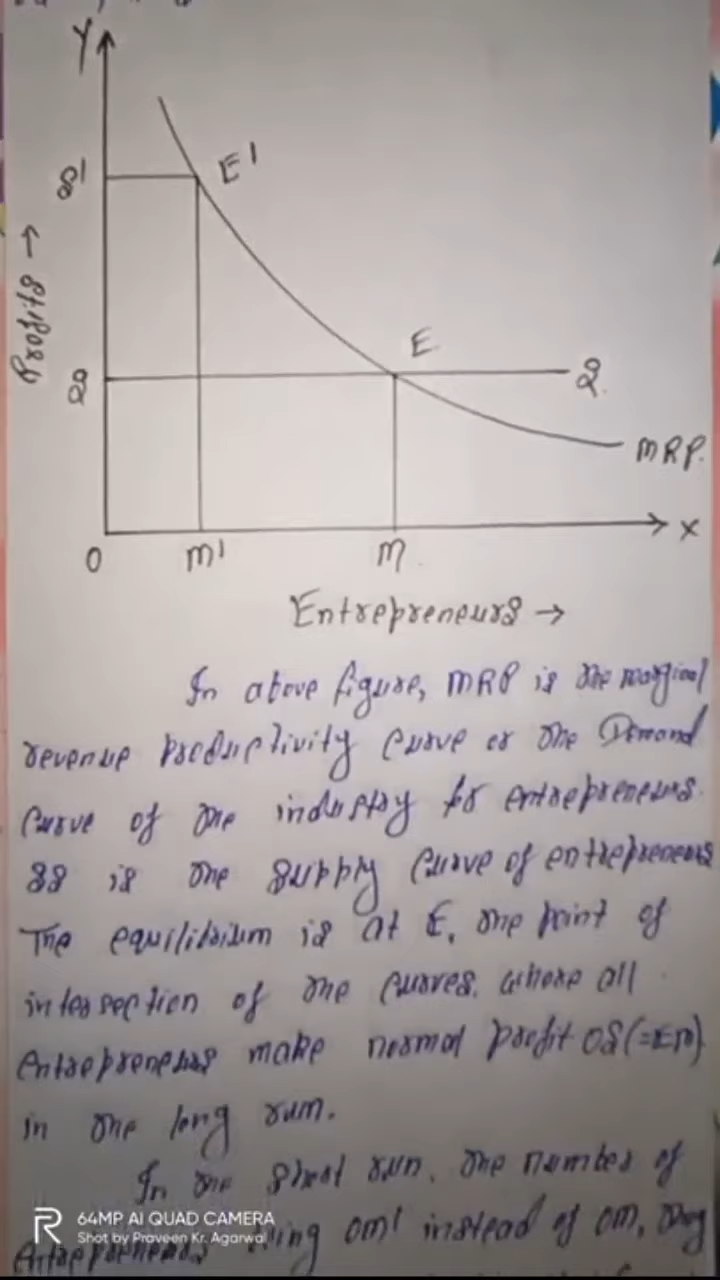 Y
E'
S'
Profits →
E
S
S
MRP.
O
M'
M
X
Entrepreneurs →
In above figure, MRP is the marginal
revenue productivity curve or the Demand
curve of the industry for entrepreneurs.
SS is the supply curve of entrepreneurs
The equilibrium is at E, the point of
intersection of the curves. where all
entrepreneurs make normal profit OS (=EM)
in the long run.
In the short run, the number of
entrepreneurs being OM' instead of OM, they
64MP AI QUAD CAMERA
Shot by Praveen Kr. Agarwal